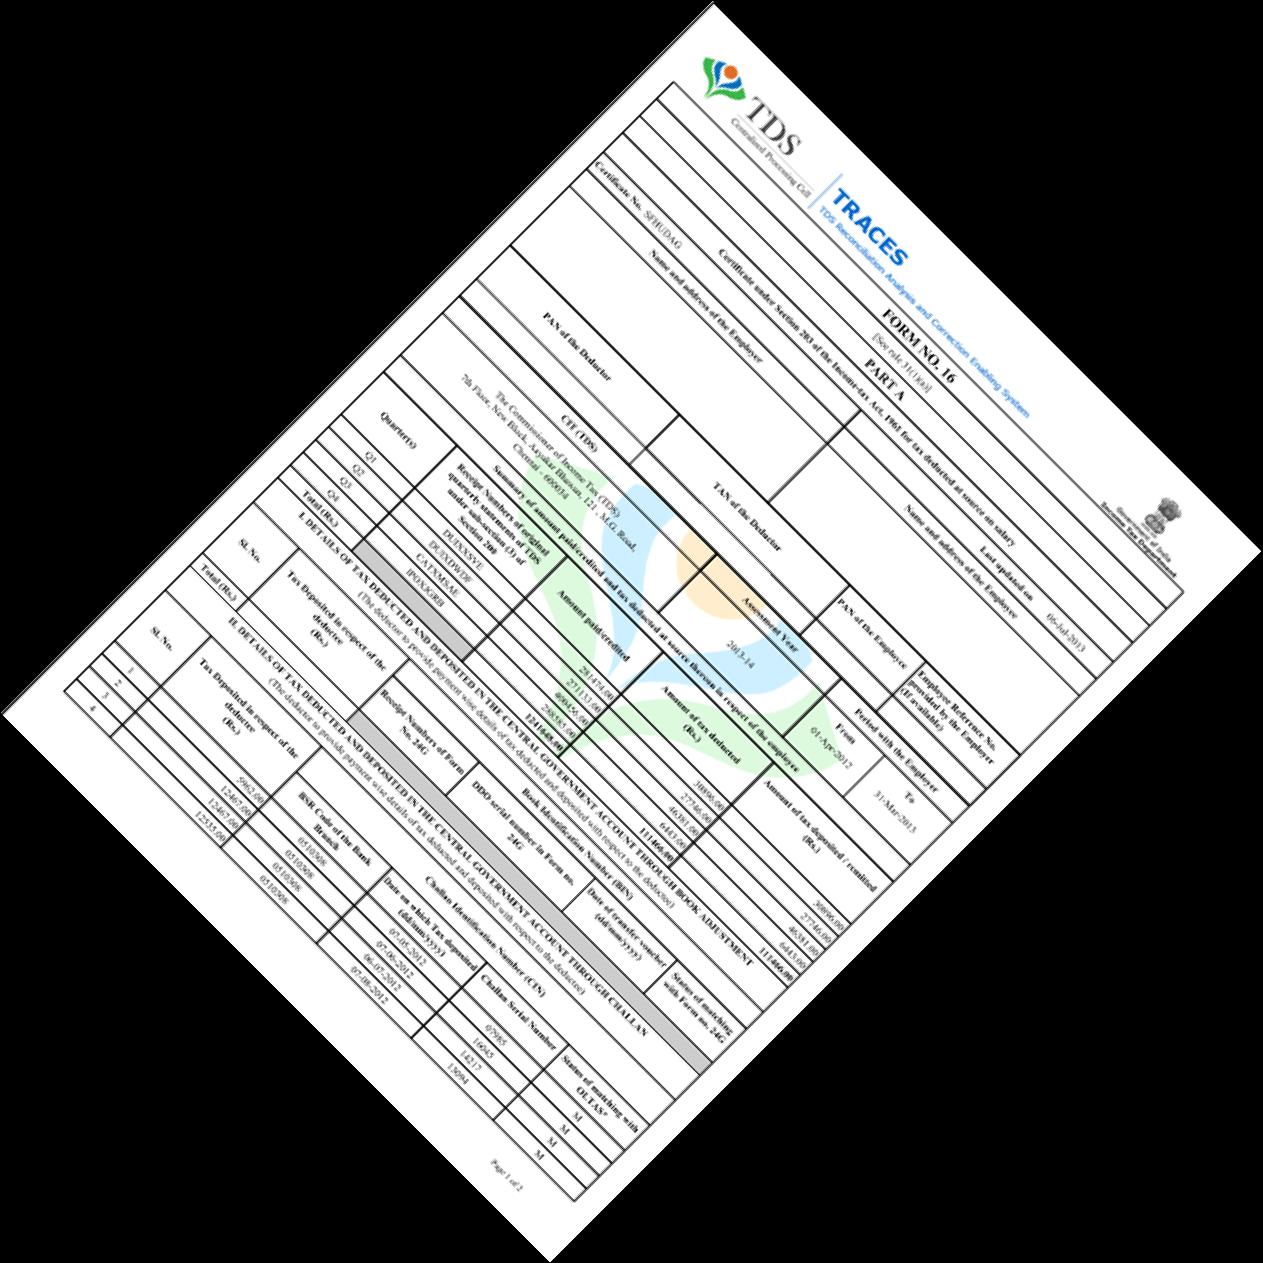 TDS
Centralized Processing Cell
TRACES
TDS Reconciliation Analysis and Correction Enabling System
Government of India
Income Tax Department
FORM NO. 16
[See rule 31(1)(a)]
PART A
Certificate under Section 203 of the Income-tax Act, 1961 for tax deducted at source on salary
Certificate No. SFHUDAG Last updated on 06-Jul-2013
Name and address of the Employer Name and address of the Employee
PAN of the Deductor TAN of the Deductor PAN of the Employee Employee Reference No. provided by the Employer (If available)
CIT (TDS) Assessment Year Period with the Employer
The Commissioner of Income Tax (TDS)
7th Floor, New Block, Aayakar Bhawan, 121 , M.G. Road,
Chennai - 600034
2013-14
From To
01-Apr-2012 31-Mar-2013
Summary of amount paid/credited and tax deducted at source thereon in respect of the employee
Quarter(s) Receipt Numbers of original quarterly statements of TDS under sub-section (3) of Section 200 Amount paid/credited Amount of tax deducted (Rs.) Amount of tax deposited / remitted (Rs.)
Q1 281474.00 30896.00 30896.00
Q2 271133.00 27746.00 27746.00
Q3 CATXMSAE 46381.00 46381.00
Q4 6443.00 6443.00
Total (Rs.) 111466.00 111466.00
I. DETAILS OF TAX DEDUCTED AND DEPOSITED IN THE CENTRAL GOVERNMENT ACCOUNT THROUGH BOOK ADJUSTMENT
(The deductor to provide payment wise details of tax deducted and deposited with respect to the deductee)
Sl. No. Tax Deposited in respect of the deductee (Rs.) Book Identification Number (BIN)
Receipt Numbers of Form No. 24G DDO serial number in Form no. 24G Date of transfer voucher (dd/mm/yyyy) Status of matching with Form no. 24G
Total (Rs.)
II. DETAILS OF TAX DEDUCTED AND DEPOSITED IN THE CENTRAL GOVERNMENT ACCOUNT THROUGH CHALLAN
(The deductor to provide payment wise details of tax deducted and deposited with respect to the deductee)
Sl. No. Tax Deposited in respect of the deductee (Rs.) Challan Identification Number (CIN)
BSR Code of the Bank Branch Date on which Tax deposited (dd/mm/yyyy) Challan Serial Number Status of matching with OLTAS*
1 5962.00 0510308 07-05-2012 07985 M
2 12467.00 0510308 07-06-2012 16045 M
3 12467.00 0510308 06-07-2012 14217 M
4 12535.00 0510308 07-08-2012 13094 M
Page 1 of 2